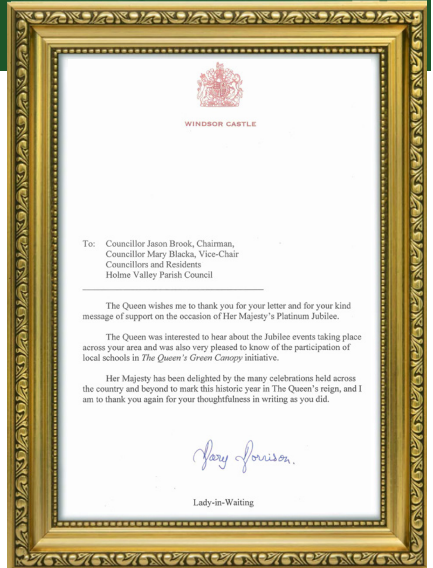 WINDSOR CASTLE
To: Councillor Jason Brook, Chairman,
Councillor Mary Blacka, Vice-Chair
Councillors and Residents
Holme Valley Parish Council
The Queen wishes me to thank you for your letter and for your kind
message of support on the occasion of Her Majesty's Platinum Jubilee.
The Queen was interested to hear about the Jubilee events taking place
across your area and was also very pleased to know of the participation of
local schools in The Queen's Green Canopy initiative.
Her Majesty has been delighted by the many celebrations held across
the country and beyond to mark this historic year in The Queen's reign, and I
am to thank you again for your thoughtfulness in writing as you did.
Mary Morrison.
Lady-in-Waiting